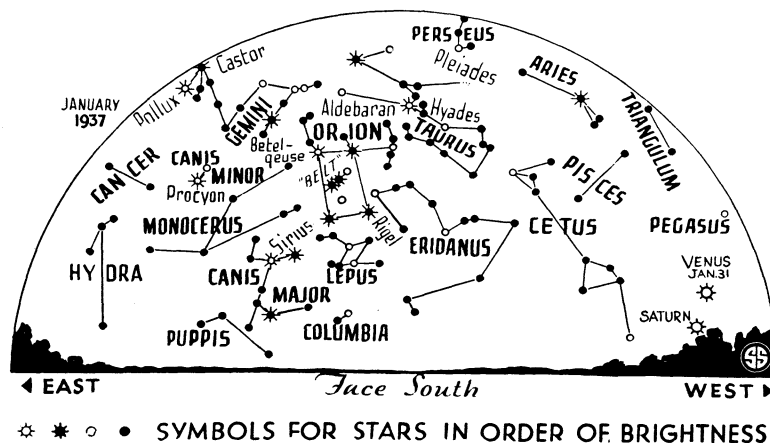 PERSEUS
Castor
Pleiades
ARIES
Pollux
JANUARY
1937
GEMINI
Aldebaran
Hyades
TRIANGULUM
ORION
TAURUS
Betel-
geuse
CANCER
CANIS
MINOR
Procyon
"BELT"
PISCES
MONOCERUS
Sirius
Rigel
ERIDANUS
CETUS
PEGASUS
HYDRA
CANIS
MAJOR
LEPUS
VENUS
JAN.31
SATURN
PUPPIS
COLUMBIA
SS
EAST
Face South
WEST
SYMBOLS FOR STARS IN ORDER OF BRIGHTNESS